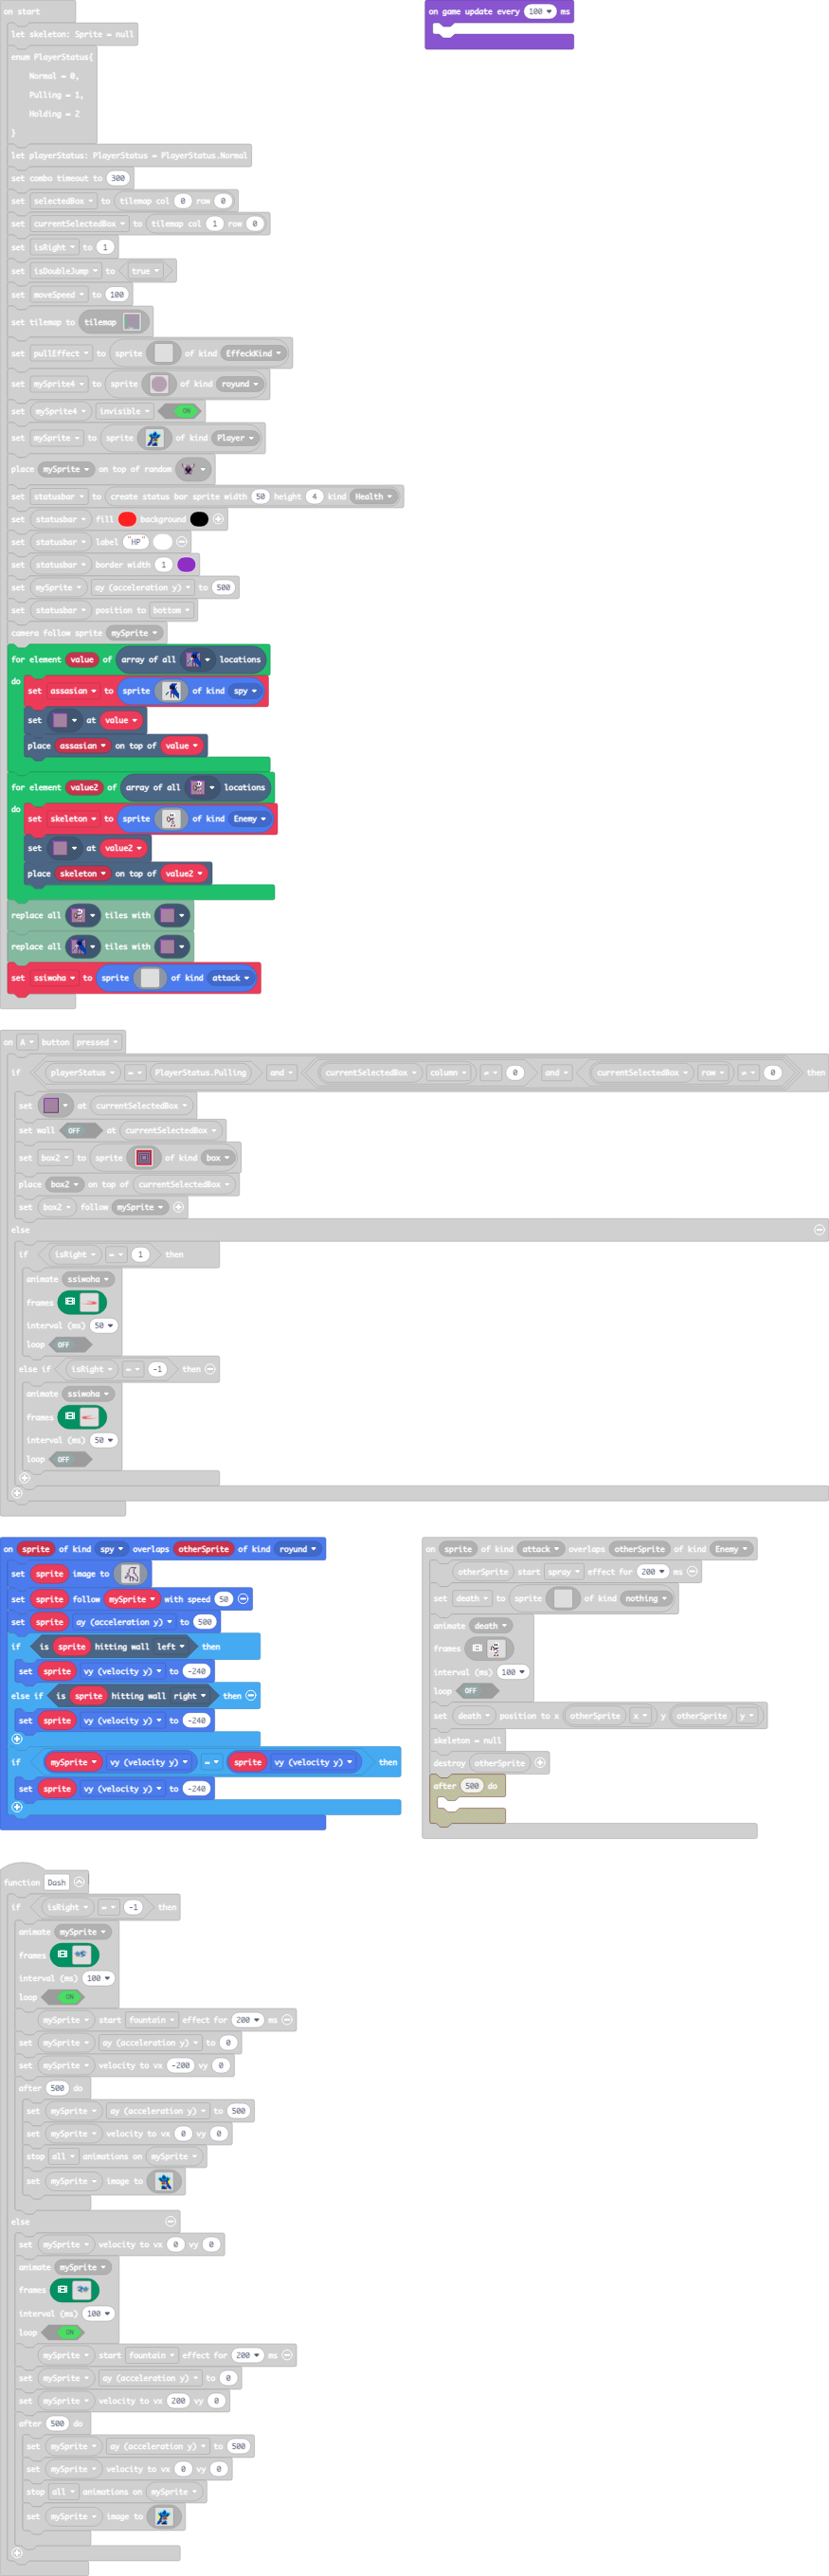 on start
let skeleton: Sprite = null
enum PlayerStatus{
Normal = 0,
Pulling = 1,
Holding = 2
}
let playerStatus: PlayerStatus = PlayerStatus.Normal
set combo timeout to 300
set selectedBox to tilemap col 0 row 0
set currentSelectedBox to tilemap col 1 row 0
set isRight to 1
set isDoubleJump to true
set moveSpeed to 100
set tilemap to tilemap
set pullEffect to sprite of kind EffeckKind
set mySprite4 to sprite of kind royund
set mySprite4 invisible ON
set mySprite to sprite of kind Player
place mySprite on top of random
set statusbar to create status bar sprite width 50 height 4 kind Health
set statusbar fill background
set statusbar label "HP"
set statusbar border width 1
set mySprite ay (acceleration y) to 500
set statusbar position to bottom
camera follow sprite mySprite
for element value of array of all locations
do
set assasian to sprite of kind spy
set at value
place assasian on top of value
for element value2 of array of all locations
do
set skeleton to sprite of kind Enemy
set at value2
place skeleton on top of value2
replace all tiles with
replace all tiles with
set ssiwoha to sprite of kind attack
on game update every 100 ms
on A button pressed
if playerStatus = PlayerStatus.Pulling and currentSelectedBox column ≠ 0 and currentSelectedBox row ≠ 0 then
set at currentSelectedBox
set wall OFF at currentSelectedBox
set box2 to sprite of kind box
place box2 on top of currentSelectedBox
set box2 follow mySprite
else
if isRight = 1 then
animate ssiwoha
frames
interval (ms) 50
loop OFF
else if isRight = -1 then
animate ssiwoha
frames
interval (ms) 50
loop OFF
on sprite of kind spy overlaps otherSprite of kind royund
set sprite image to
set sprite follow mySprite with speed 50
set sprite ay (acceleration y) to 500
if is sprite hitting wall left then
set sprite vy (velocity y) to -240
else if is sprite hitting wall right then
set sprite vy (velocity y) to -240
if mySprite vy (velocity y) = sprite vy (velocity y) then
set sprite vy (velocity y) to -240
on sprite of kind attack overlaps otherSprite of kind Enemy
otherSprite start spray effect for 200 ms
set death to sprite of kind nothing
animate death
frames
interval (ms) 100
loop OFF
set death position to x otherSprite x y otherSprite y
skeleton = null
destroy otherSprite
after 500 do
function Dash
if isRight = -1 then
animate mySprite
frames
interval (ms) 100
loop ON
mySprite start fountain effect for 200 ms
set mySprite ay (acceleration y) to 0
set mySprite velocity to vx -200 vy 0
after 500 do
set mySprite ay (acceleration y) to 500
set mySprite velocity to vx 0 vy 0
stop all animations on mySprite
set mySprite image to
else
set mySprite velocity to vx 0 vy 0
animate mySprite
frames
interval (ms) 100
loop ON
mySprite start fountain effect for 200 ms
set mySprite ay (acceleration y) to 0
set mySprite velocity to vx 200 vy 0
after 500 do
set mySprite ay (acceleration y) to 500
set mySprite velocity to vx 0 vy 0
stop all animations on mySprite
set mySprite image to